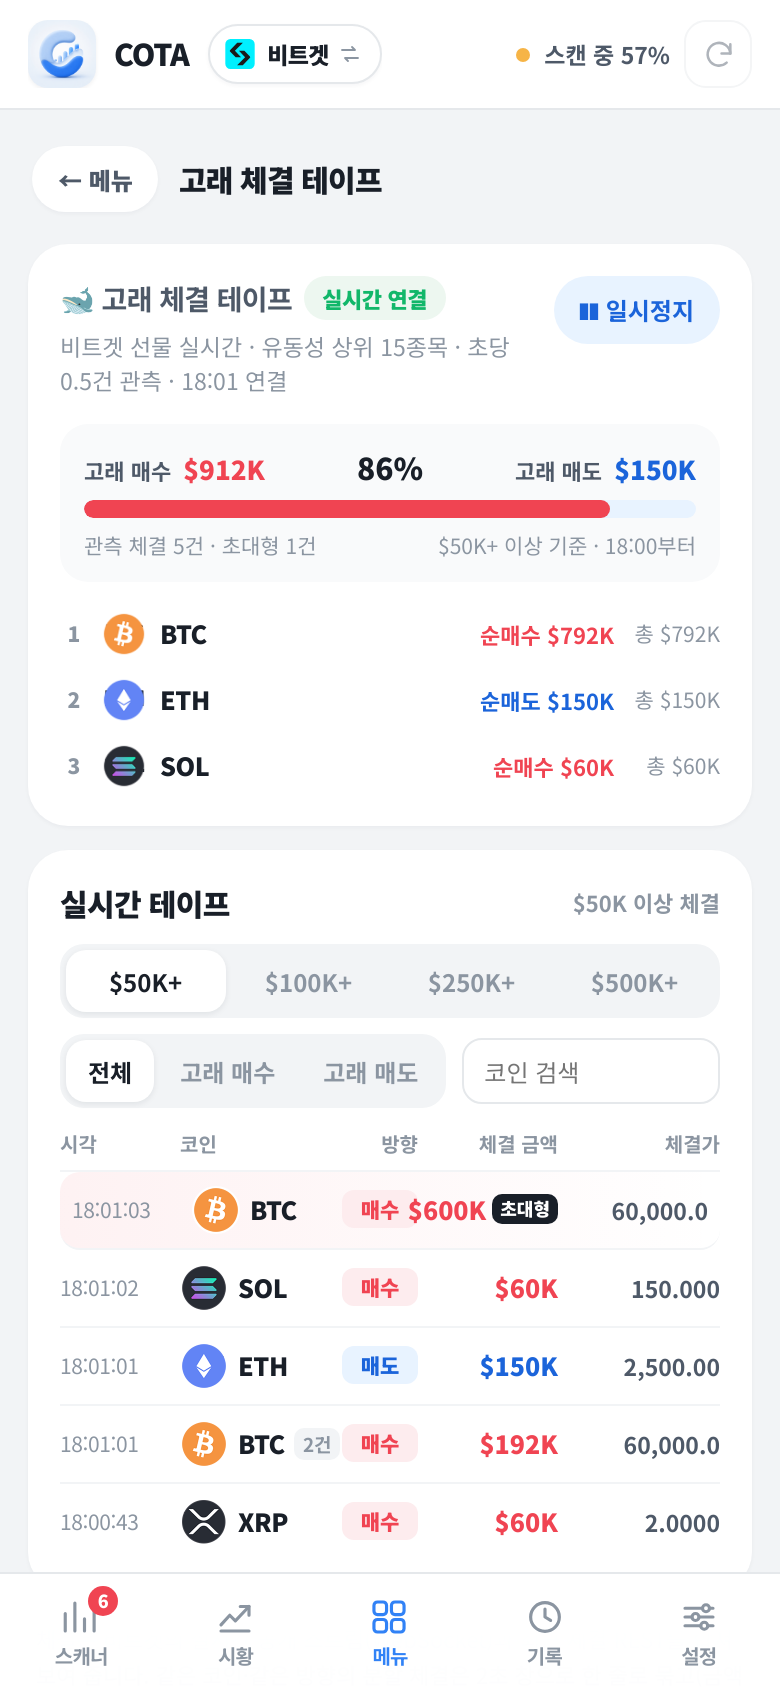 COTA 비트겟 스캔 중 57%
← 메뉴 고래 체결 테이프
고래 체결 테이프 실시간 연결 일시정지
비트겟 선물 실시간 · 유동성 상위 15종목 · 초당
0.5건 관측 · 18:01 연결
고래 매수 $912K 86% 고래 매도 $150K
관측 체결 5건 · 초대형 1건 $50K+ 이상 기준 · 18:00부터
1 BTC 순매수 $792K 총 $792K
2 ETH 순매도 $150K 총 $150K
3 SOL 순매수 $60K 총 $60K
실시간 테이프 $50K 이상 체결
$50K+ $100K+ $250K+ $500K+
전체 고래 매수 고래 매도 코인 검색
시각 코인 방향 체결 금액 체결가
18:01:03 BTC 매수 $600K 초대형 60,000.0
18:01:02 SOL 매수 $60K 150.000
18:01:01 ETH 매도 $150K 2,500.00
18:01:01 BTC 2건 매수 $192K 60,000.0
18:00:43 XRP 매수 $60K 2.0000
6
스캐너 시황 메뉴 기록 설정